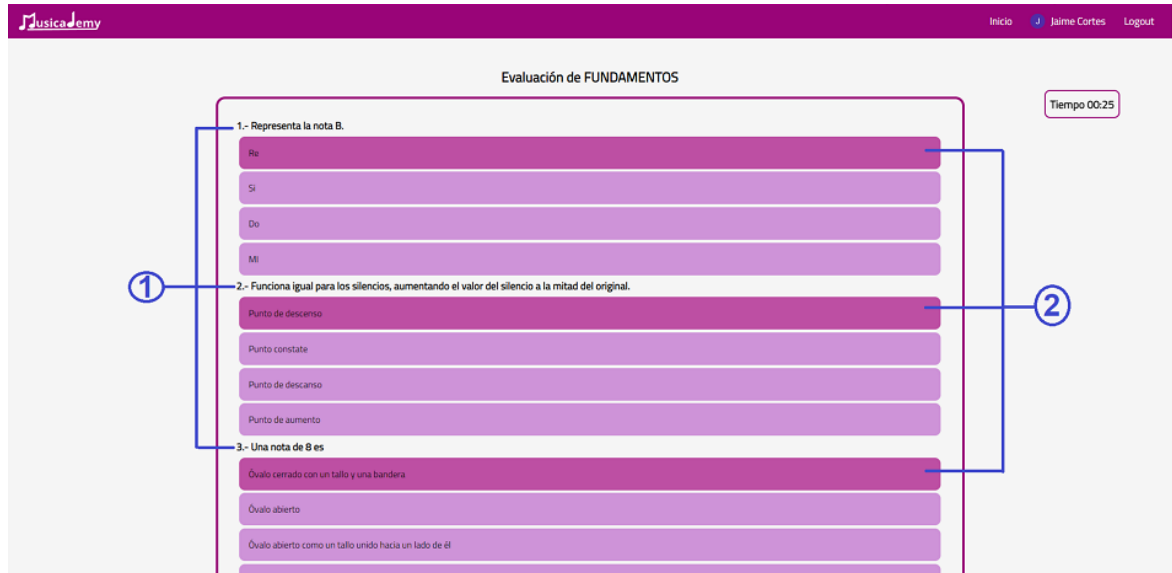 Musicademy
Inicio J Jaime Cortes Logout
Evaluación de FUNDAMENTOS
Tiempo 00:25
1.- Representa la nota B.
Re
Si
Do
Mi
1
2.- Funciona igual para los silencios, aumentando el valor del silencio a la mitad del original.
Punto de descenso
2
Punto constate
Punto de descanso
Punto de aumento
3.- Una nota de 8 es
Óvalo cerrado con un tallo y una bandera
Óvalo abierto
Óvalo abierto como un tallo unido hacia un lado de él